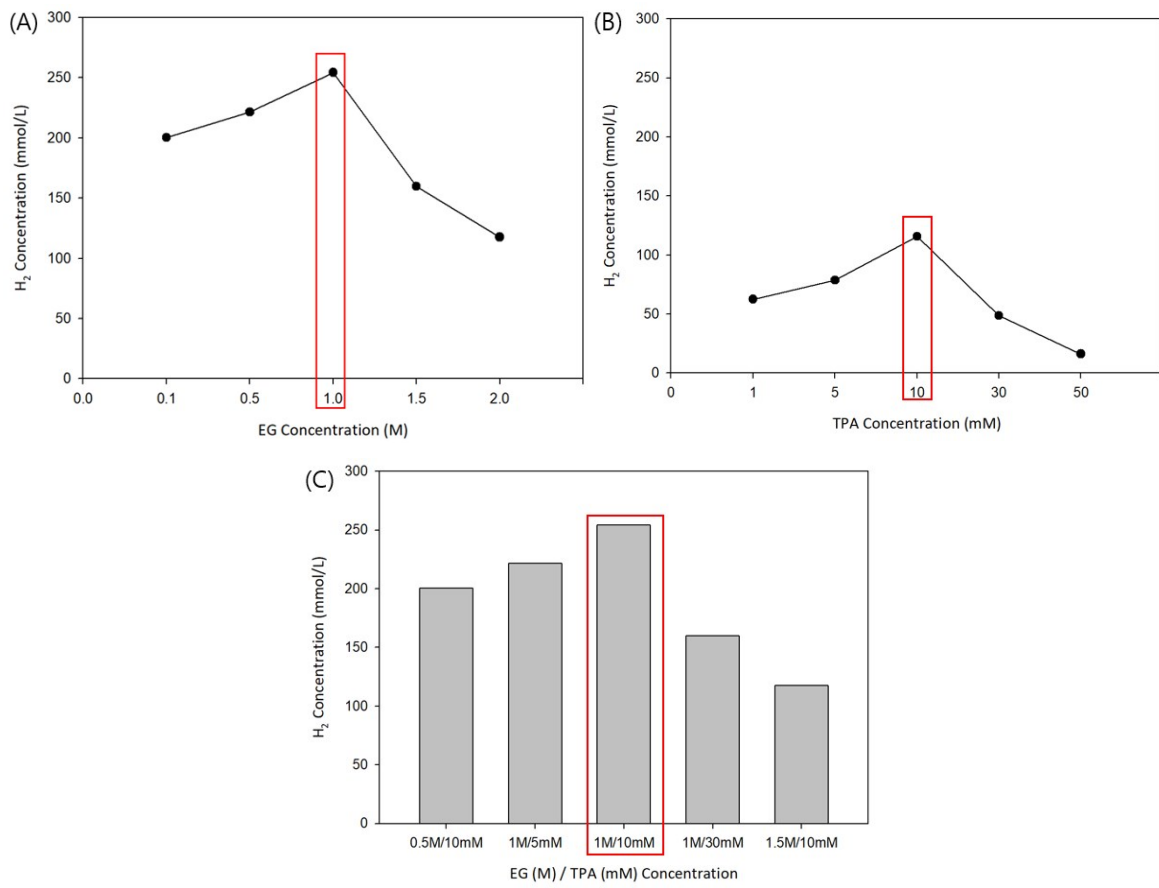 (A)
H₂ Concentration (mmol/L)
300
250
200
150
100
50
0
0.0 0.1 0.5 1.0 1.5 2.0
EG Concentration (M)
(B)
H₂ Concentration (mmol/L)
300
250
200
150
100
50
0
0 1 5 10 30 50
TPA Concentration (mM)
(C)
H₂ Concentration (mmol/L)
300
250
200
150
100
50
0
0.5M/10mM 1M/5mM 1M/10mM 1M/30mM 1.5M/10mM
EG (M) / TPA (mM) Concentration